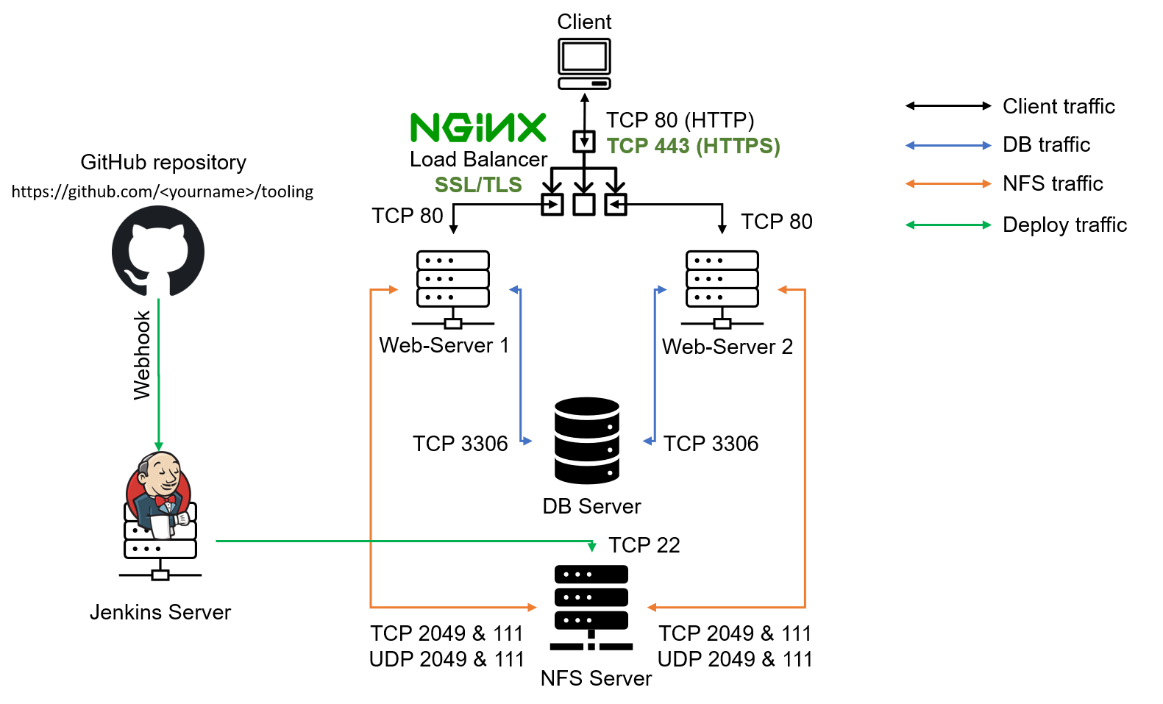 Client
TCP 80 (HTTP)
TCP 443 (HTTPS)
NGiNX
Load Balancer
SSL/TLS
Client traffic
DB traffic
NFS traffic
Deploy traffic
GitHub repository
https://github.com/<yourname>/tooling
TCP 80
TCP 80
Webhook
Web-Server 1
Web-Server 2
TCP 3306
TCP 3306
DB Server
TCP 22
Jenkins Server
TCP 2049 & 111
UDP 2049 & 111
TCP 2049 & 111
UDP 2049 & 111
NFS Server